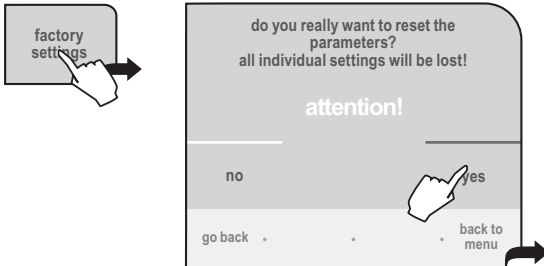 factory
settings
do you really want to reset the
parameters?
all individual settings will be lost!
attention!
no
yes
go back
back to
menu